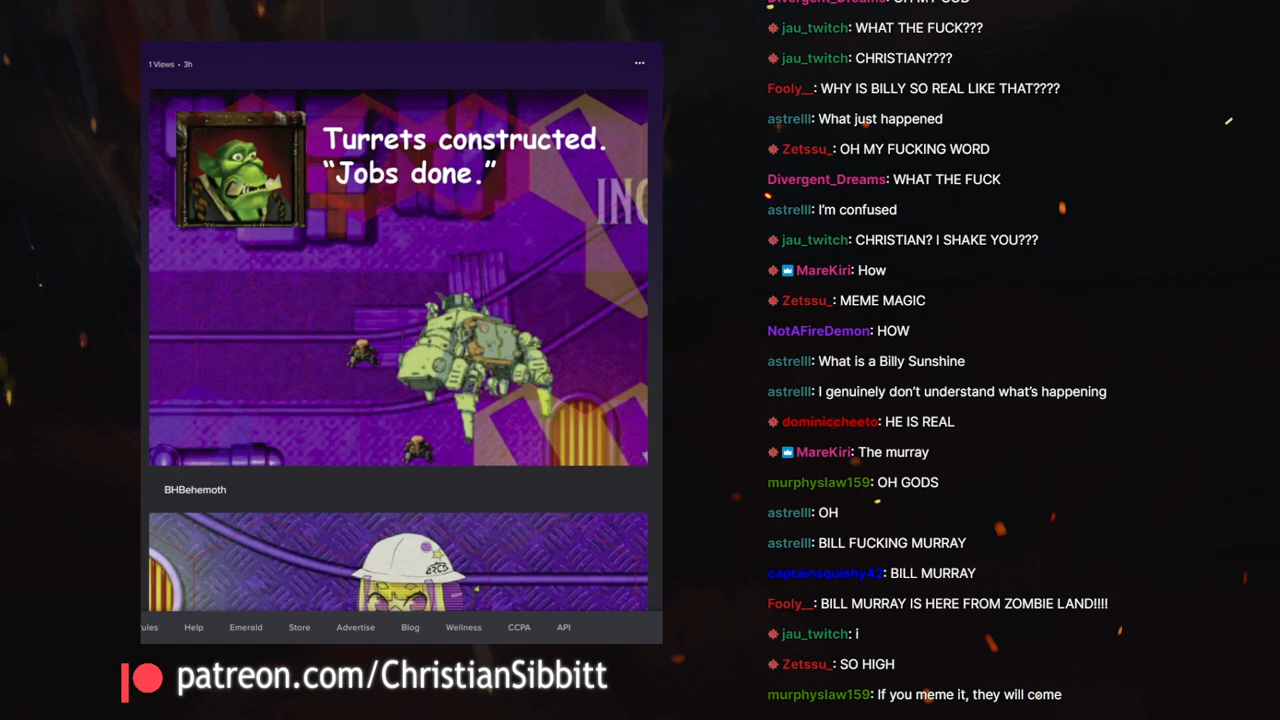 1 Views • 3h
...
Turrets constructed.
“Jobs done.”
BHBehemoth
ERCS
Help Emerald Store Advertise Blog Wellness CCPA API
patreon.com/ChristianSibbitt
jau_twitch: WHAT THE FUCK???
jau_twitch: CHRISTIAN????
Fooly__: WHY IS BILLY SO REAL LIKE THAT????
astrelll: What just happened
Zetssu_: OH MY FUCKING WORD
Divergent_Dreams: WHAT THE FUCK
astrelll: I'm confused
jau_twitch: CHRISTIAN? I SHAKE YOU???
MareKiri: How
Zetssu_: MEME MAGIC
NotAFireDemon: HOW
astrelll: What is a Billy Sunshine
astrelll: I genuinely don't understand what's happening
dominiccheeto: HE IS REAL
MareKiri: The murray
murphyslaw159: OH GODS
astrelll: OH
astrelll: BILL FUCKING MURRAY
captainsquishy42: BILL MURRAY
Fooly__: BILL MURRAY IS HERE FROM ZOMBIE LAND!!!!
jau_twitch: i
Zetssu_: SO HIGH
murphyslaw159: If you meme it, they will come